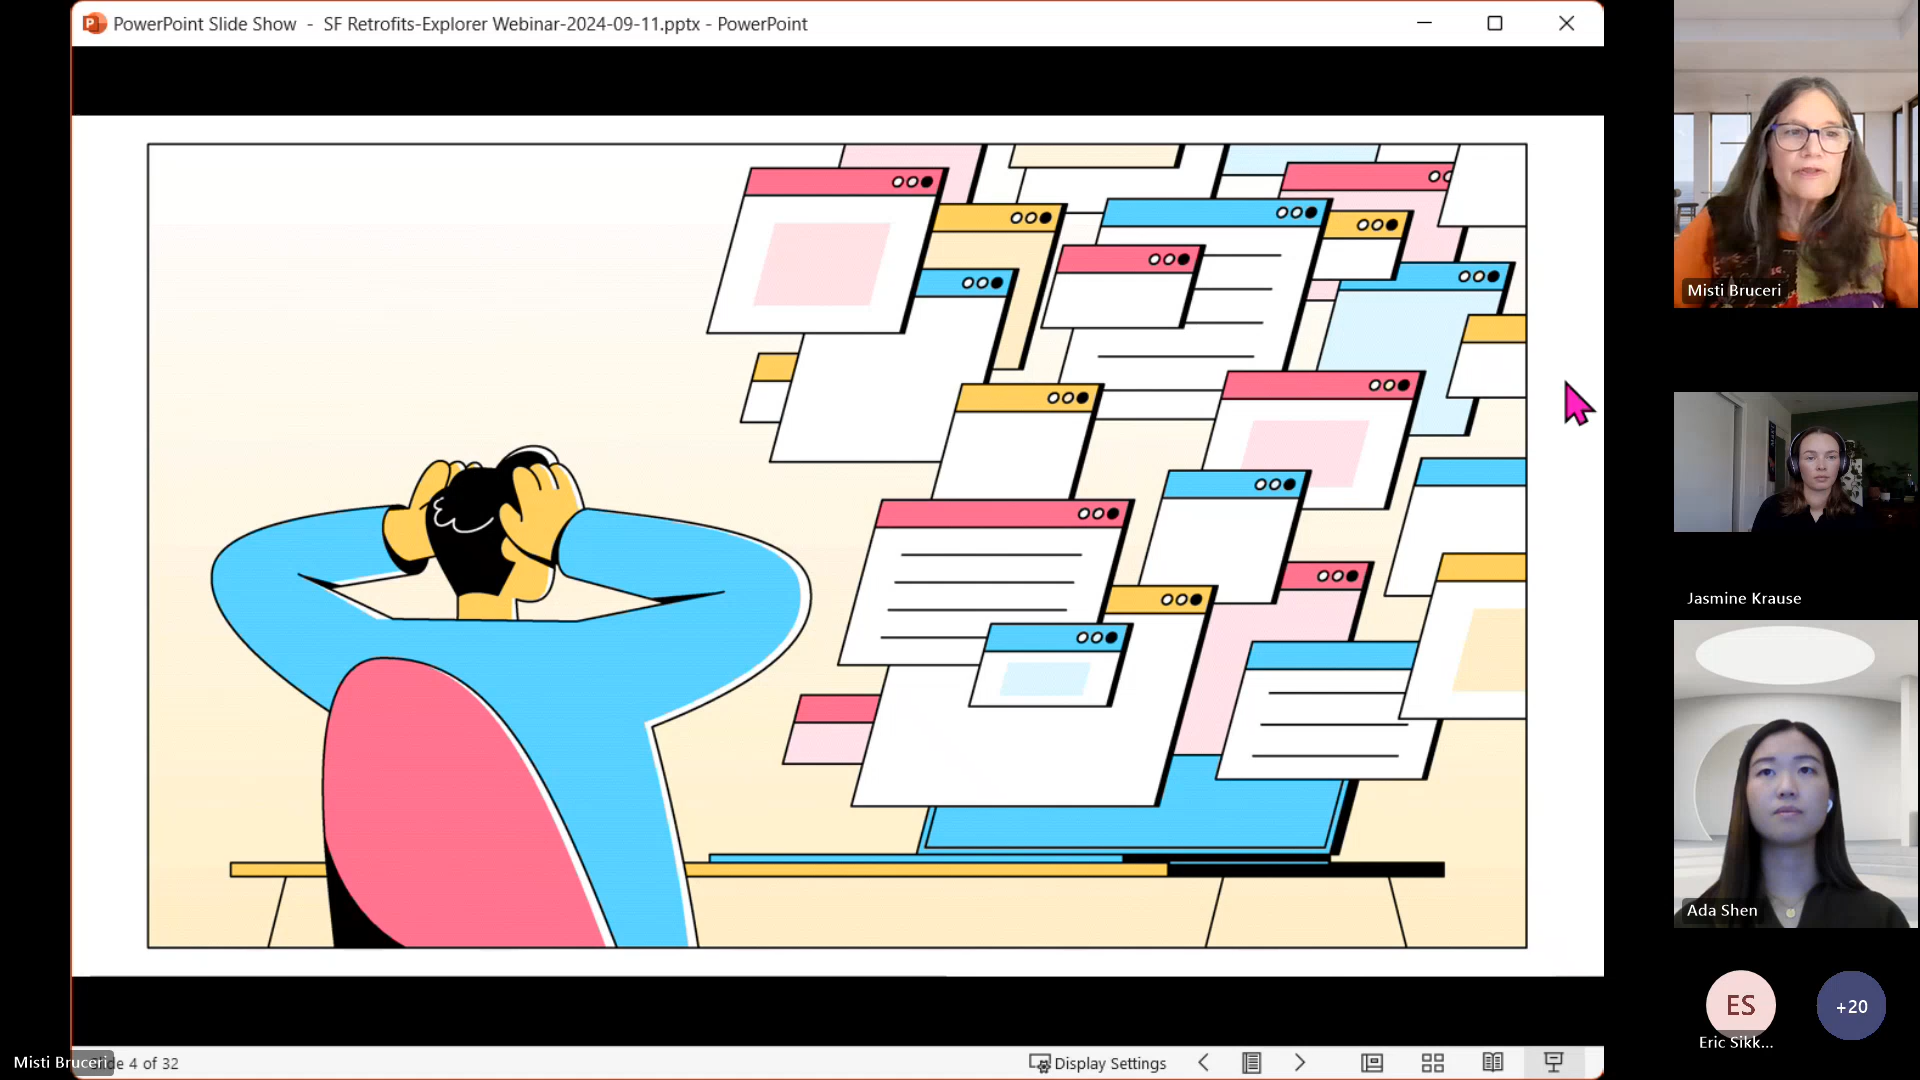 PowerPoint Slide Show - SF Retrofits-Explorer Webinar-2024-09-11.pptx - PowerPoint
Misti Bruceri
Jasmine Krause
Ada Shen
ES
+20
Eric Sikk...
Misti Bruceri
4 of 32
Display Settings